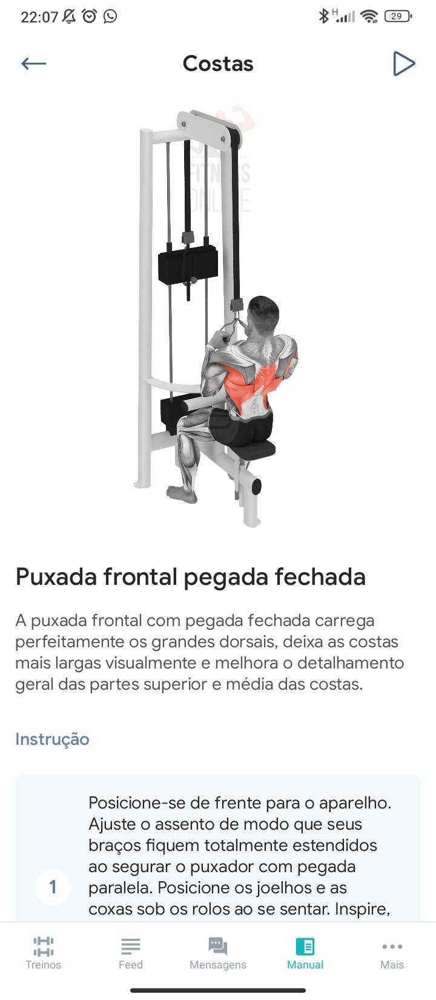 22:07
H
29
Costas
FITNESS
ONLINE
Puxada frontal pegada fechada
A puxada frontal com pegada fechada carrega
perfeitamente os grandes dorsais, deixa as costas
mais largas visualmente e melhora o detalhamento
geral das partes superior e média das costas.
Instrução
Posicione-se de frente para o aparelho.
Ajuste o assento de modo que seus
braços fiquem totalmente estendidos
ao segurar o puxador com pegada
1
paralela. Posicione os joelhos e as
coxas sob os rolos ao se sentar. Inspire,
Treinos
Feed
Mensagens
Manual
Mais